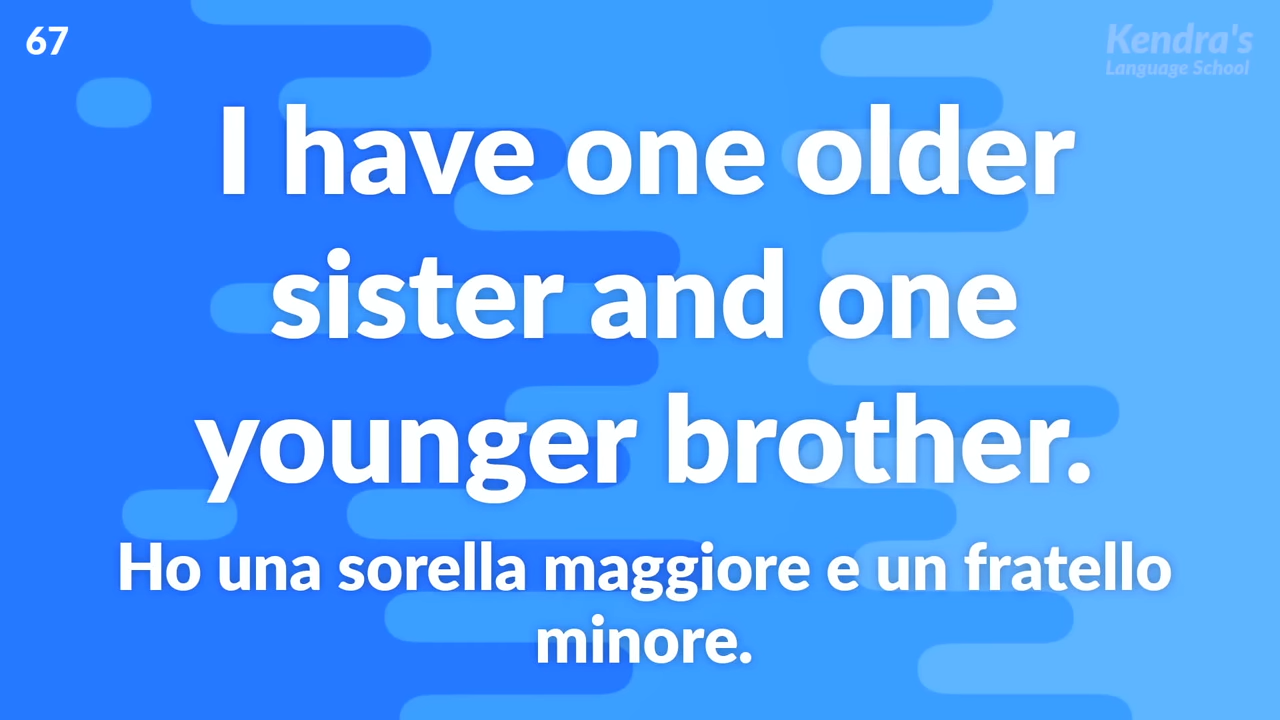 67
Kendra's
Language School
I have one older
sister and one
younger brother.
Ho una sorella maggiore e un fratello
minore.